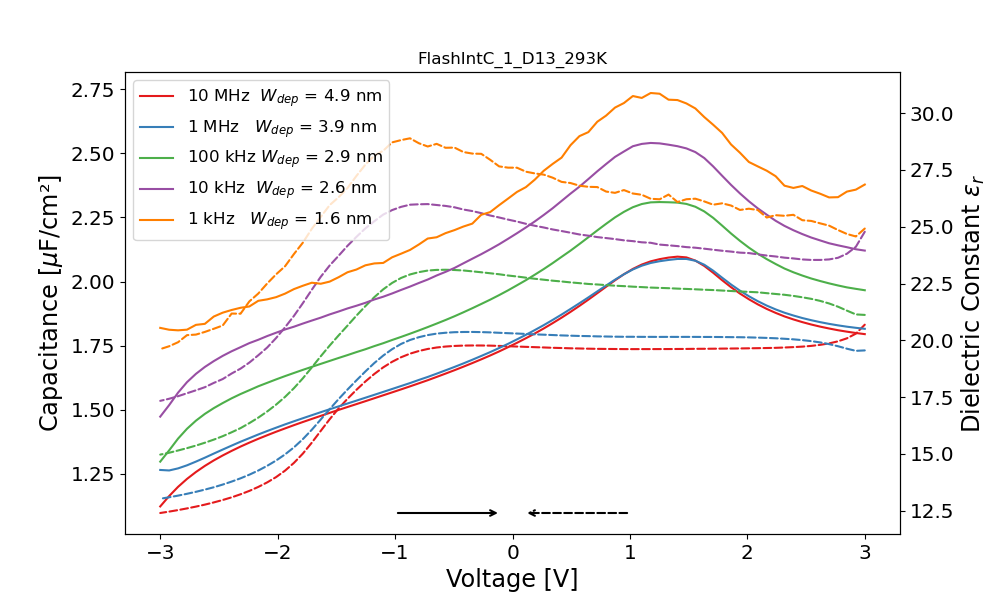 FlashIntC_1_D13_293K
10 MHz W_dep = 4.9 nm
1 MHz W_dep = 3.9 nm
100 kHz W_dep = 2.9 nm
10 kHz W_dep = 2.6 nm
1 kHz W_dep = 1.6 nm
Capacitance [μF/cm²]
2.75
2.50
2.25
2.00
1.75
1.50
1.25
−3 −2 −1 0 1 2 3
Voltage [V]
30.0
27.5
25.0
22.5
20.0
17.5
15.0
12.5
Dielectric Constant ε_r